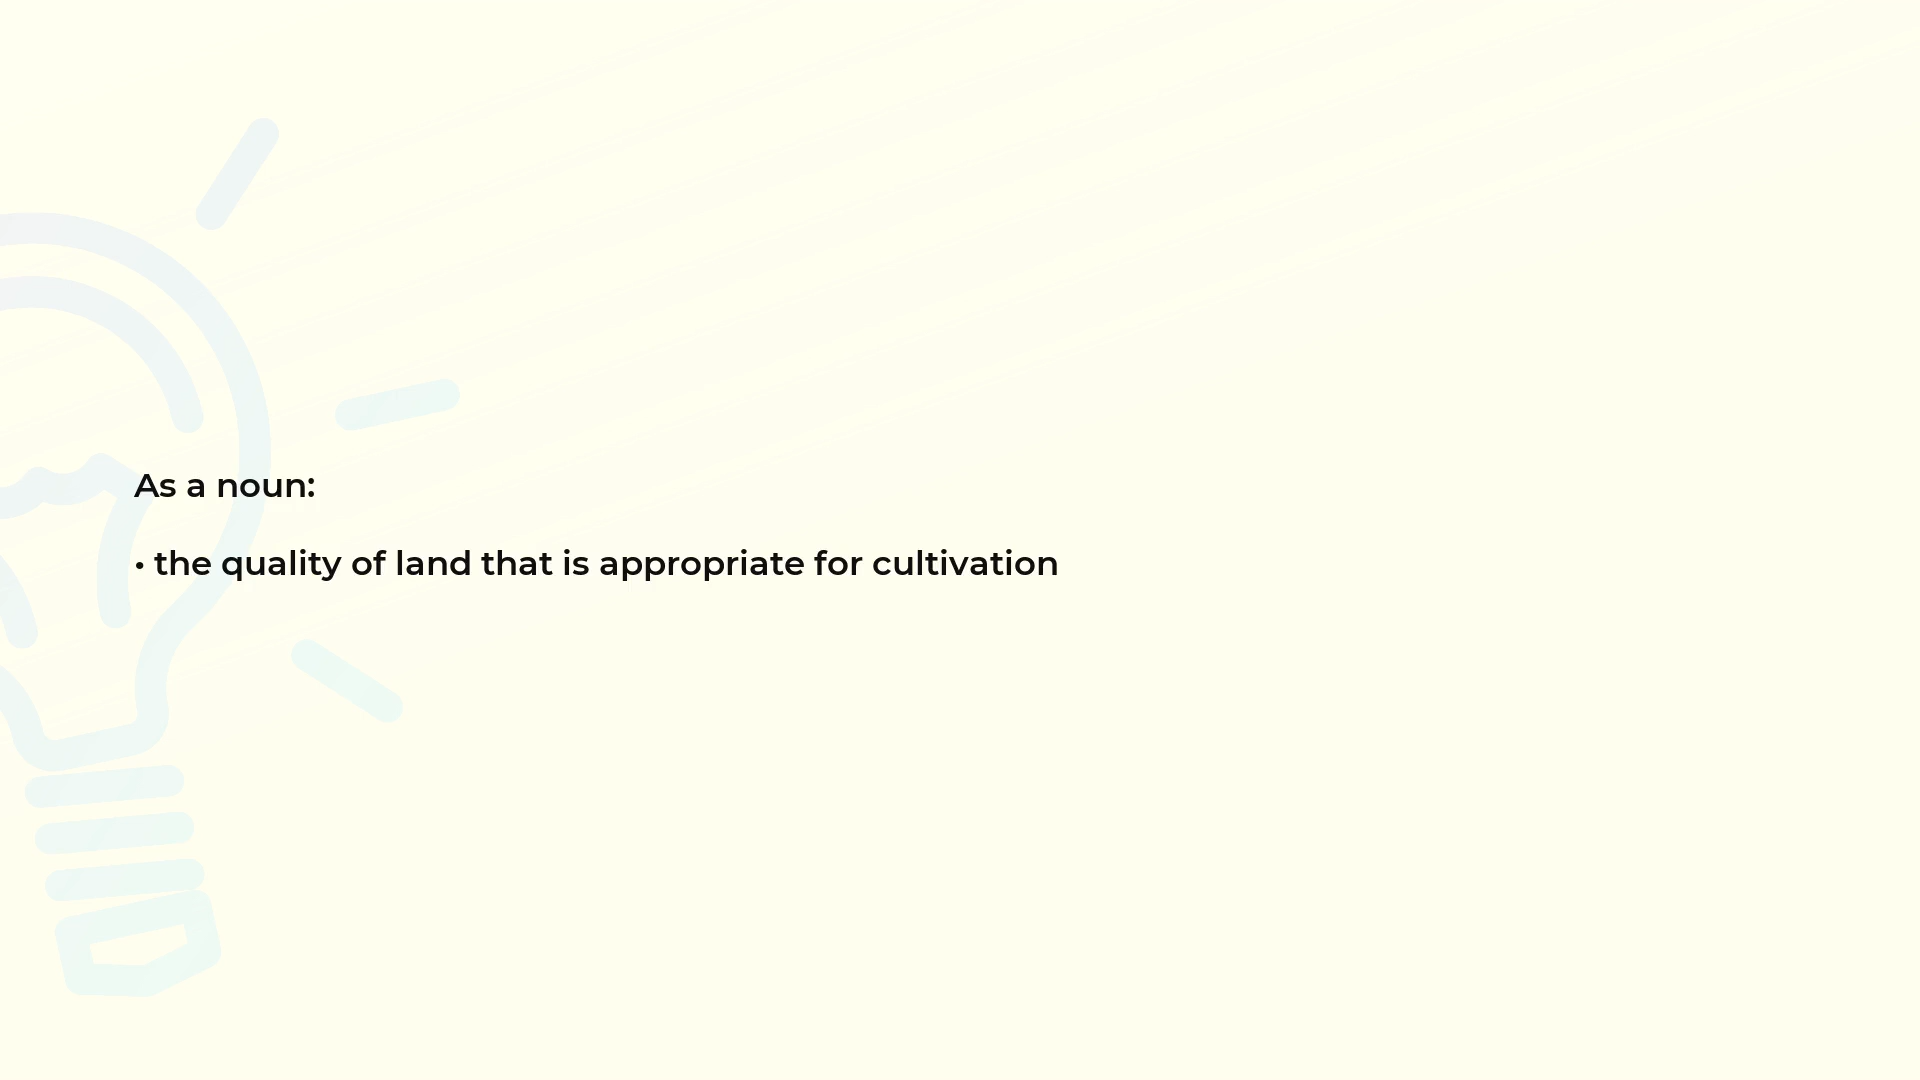 As a noun:
• the quality of land that is appropriate for cultivation